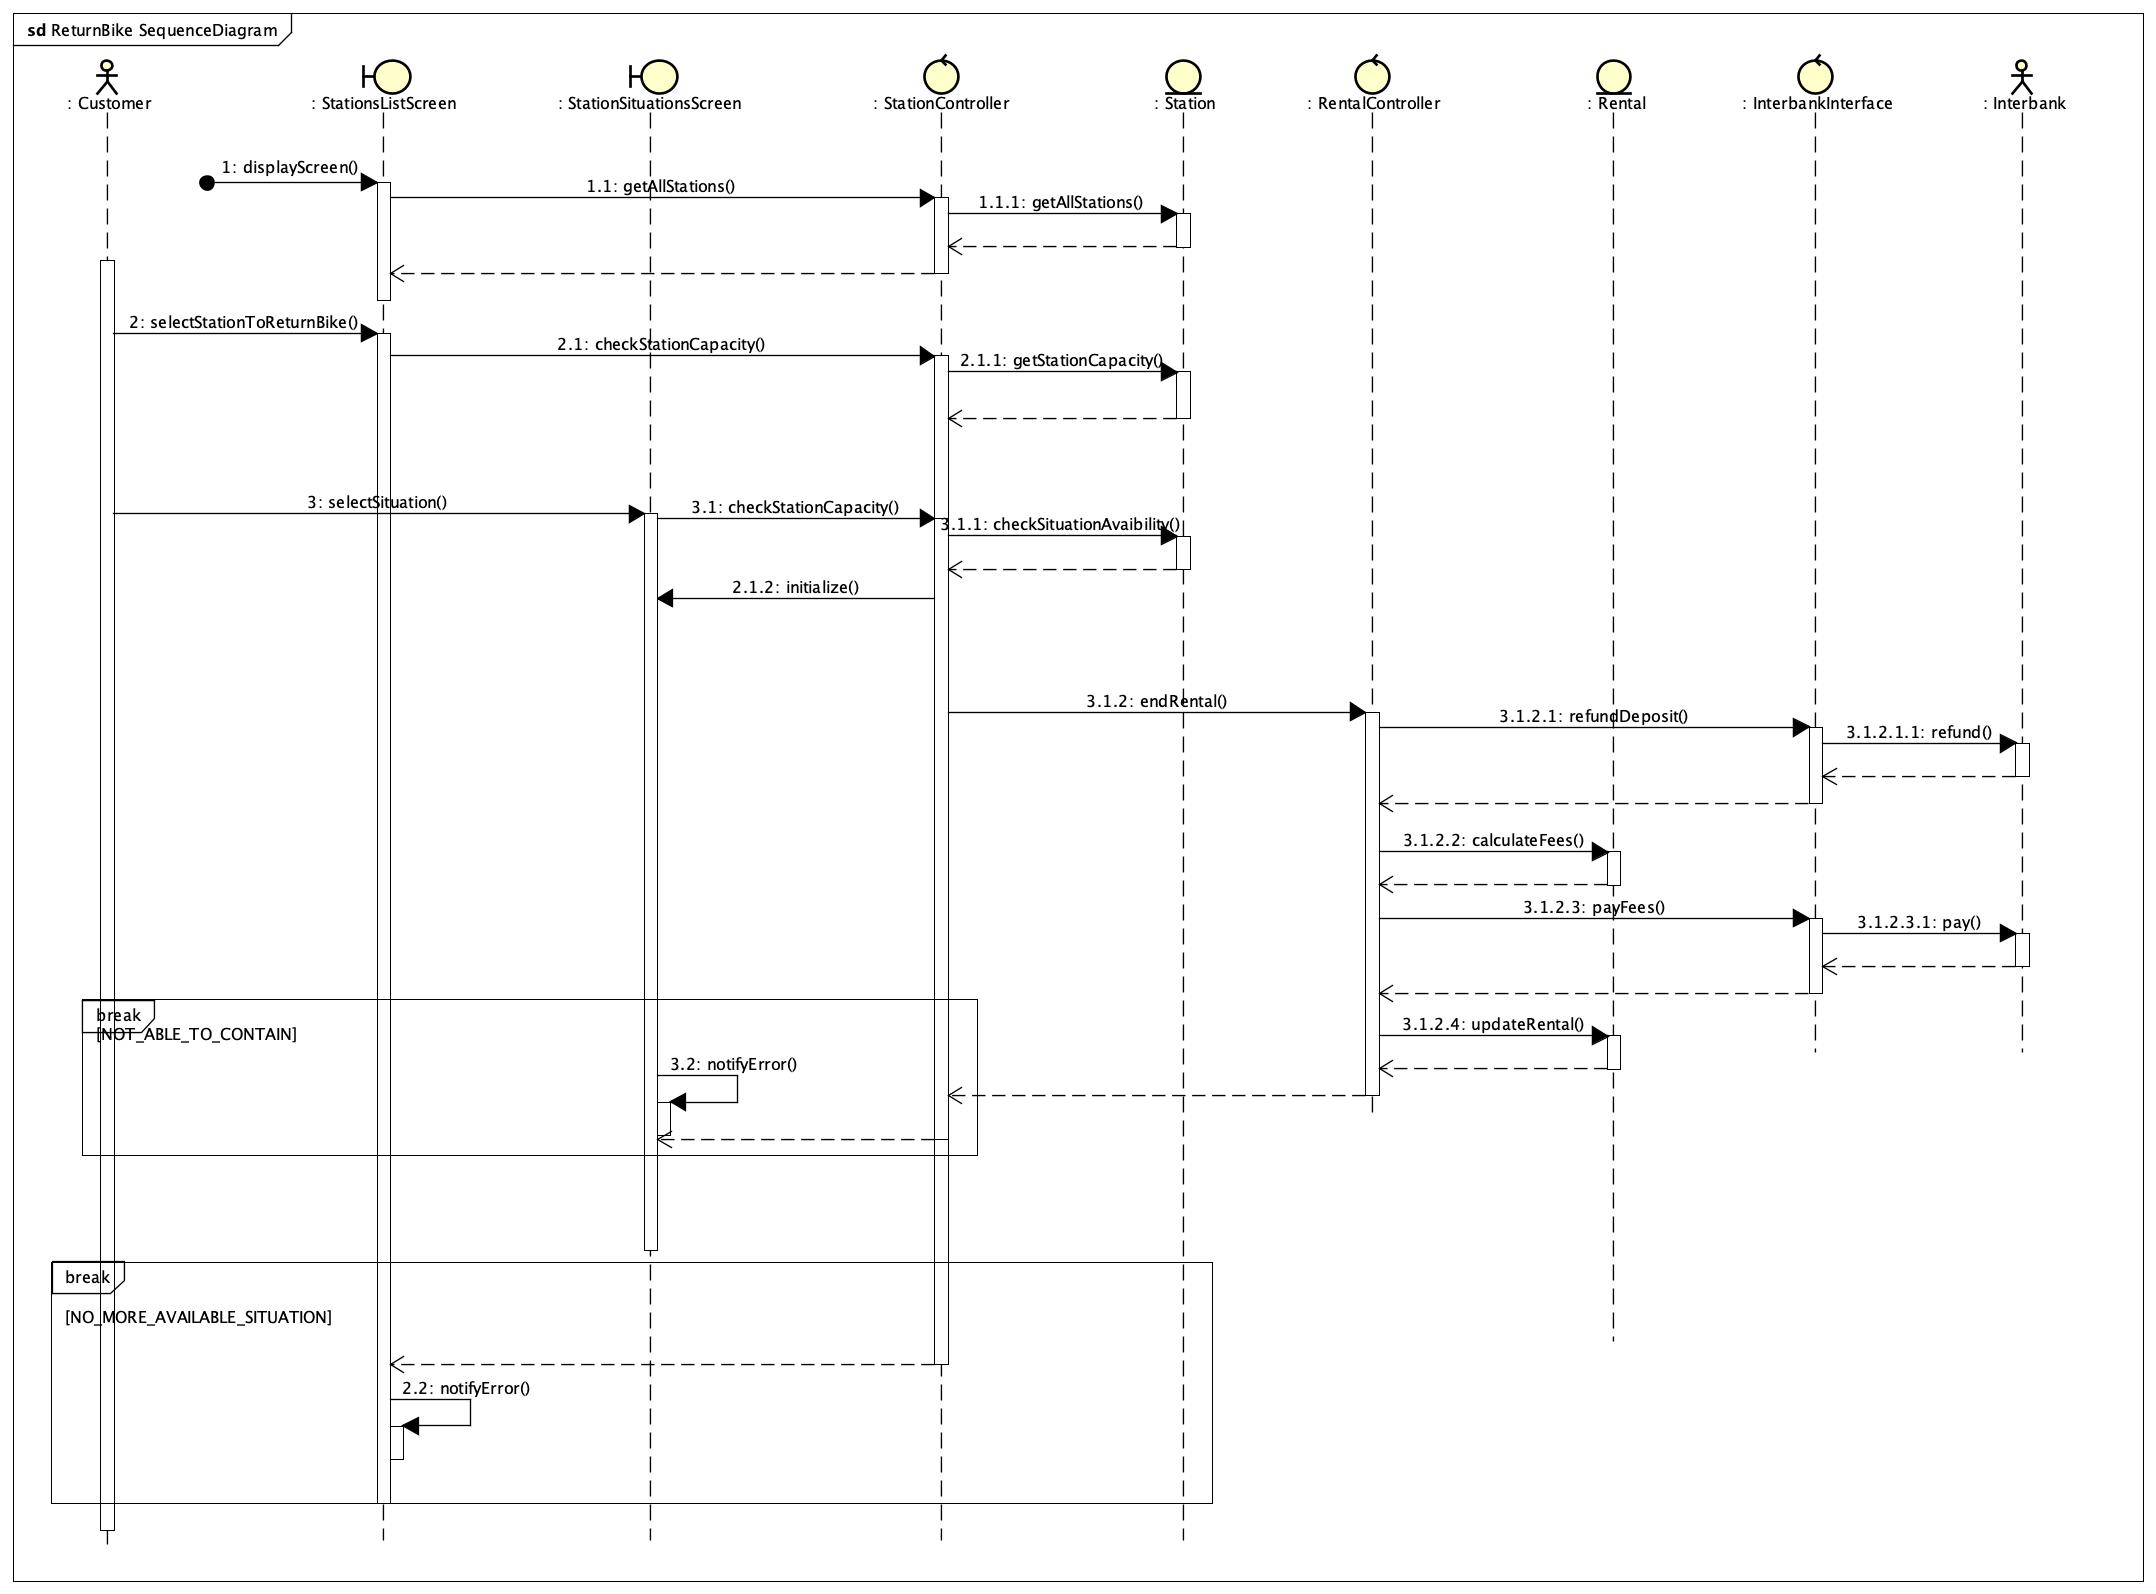 sd ReturnBike SequenceDiagram
: Customer
: StationsListScreen
: StationSituationsScreen
: StationController
: Station
: RentalController
: Rental
: InterbankInterface
: Interbank
1: displayScreen()
1.1: getAllStations()
1.1.1: getAllStations()
2: selectStationToReturnBike()
2.1: checkStationCapacity()
2.1.1: getStationCapacity()
3: selectSituation()
3.1: checkStationCapacity()
3.1.1: checkSituationAvaibility()
2.1.2: initialize()
3.1.2: endRental()
3.1.2.1: refundDeposit()
3.1.2.1.1: refund()
3.1.2.2: calculateFees()
3.1.2.3: payFees()
3.1.2.3.1: pay()
break
[NOT_ABLE_TO_CONTAIN]
3.1.2.4: updateRental()
3.2: notifyError()
break
[NO_MORE_AVAILABLE_SITUATION]
2.2: notifyError()